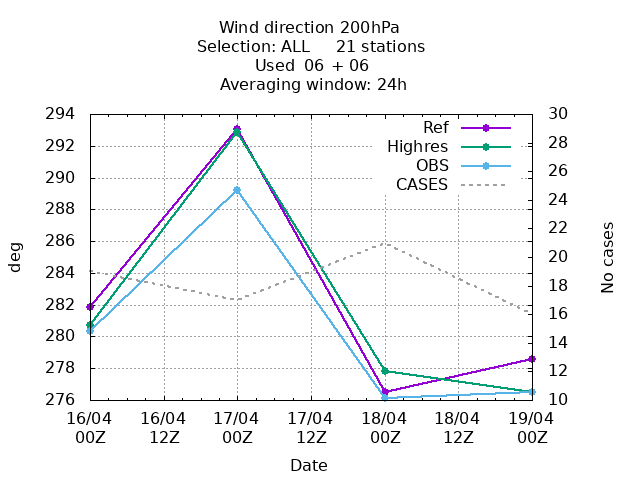 Wind direction 200hPa
Selection: ALL     21 stations
Used  06 + 06
Averaging window: 24h
294
292
290
288
286
284
282
280
278
276
deg
30
28
26
24
22
20
18
16
14
12
10
No cases
Ref
Highres
OBS
CASES
16/04 16/04 17/04 17/04 18/04 18/04 19/04
00Z 12Z 00Z 12Z 00Z 12Z 00Z
Date